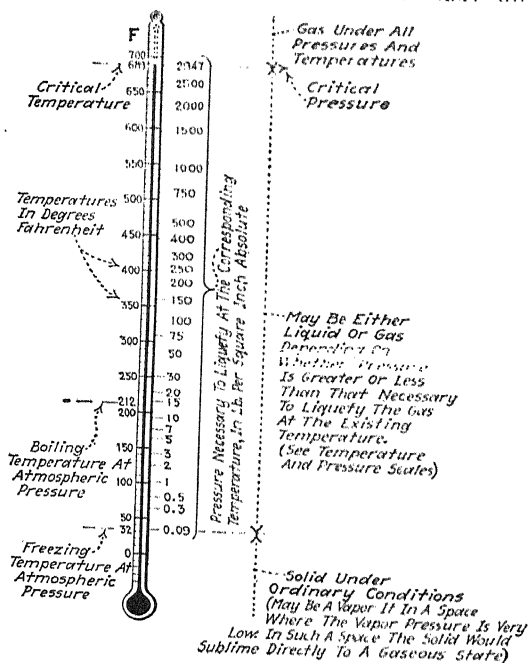 F
Gas Under All
Pressures And
Temperatures
700
689
2947
2500
Critical
Temperature
Critical
Pressure
650
2000
600
1500
550
1000
500
750
Temperatures
In Degrees
Fahrenheit
450
500
400
300
400
250
200
350
150
100
300
75
50
250
30
20
212
15
200
10
7
5
150
3
2
100
1
0.5
50
0.3
32
0.09
0
Pressure Necessary To Liquefy At The Corresponding
Temperature, In Lb. Per Square Inch Absolute
May Be Either
Liquid Or Gas
Depending On
Whether Pressure
Is Greater Or Less
Than That Necessary
To Liquefy The Gas
At The Existing
Temperature.
(See Temperature
And Pressure Scales)
Boiling
Temperature At
Atmospheric
Pressure
Freezing
Temperature At
Atmospheric
Pressure
Solid Under
Ordinary Conditions
(May Be A Vapor If In A Space
Where The Vapor Pressure Is Very
Low. In Such A Space The Solid Would
Sublime Directly To A Gaseous State)